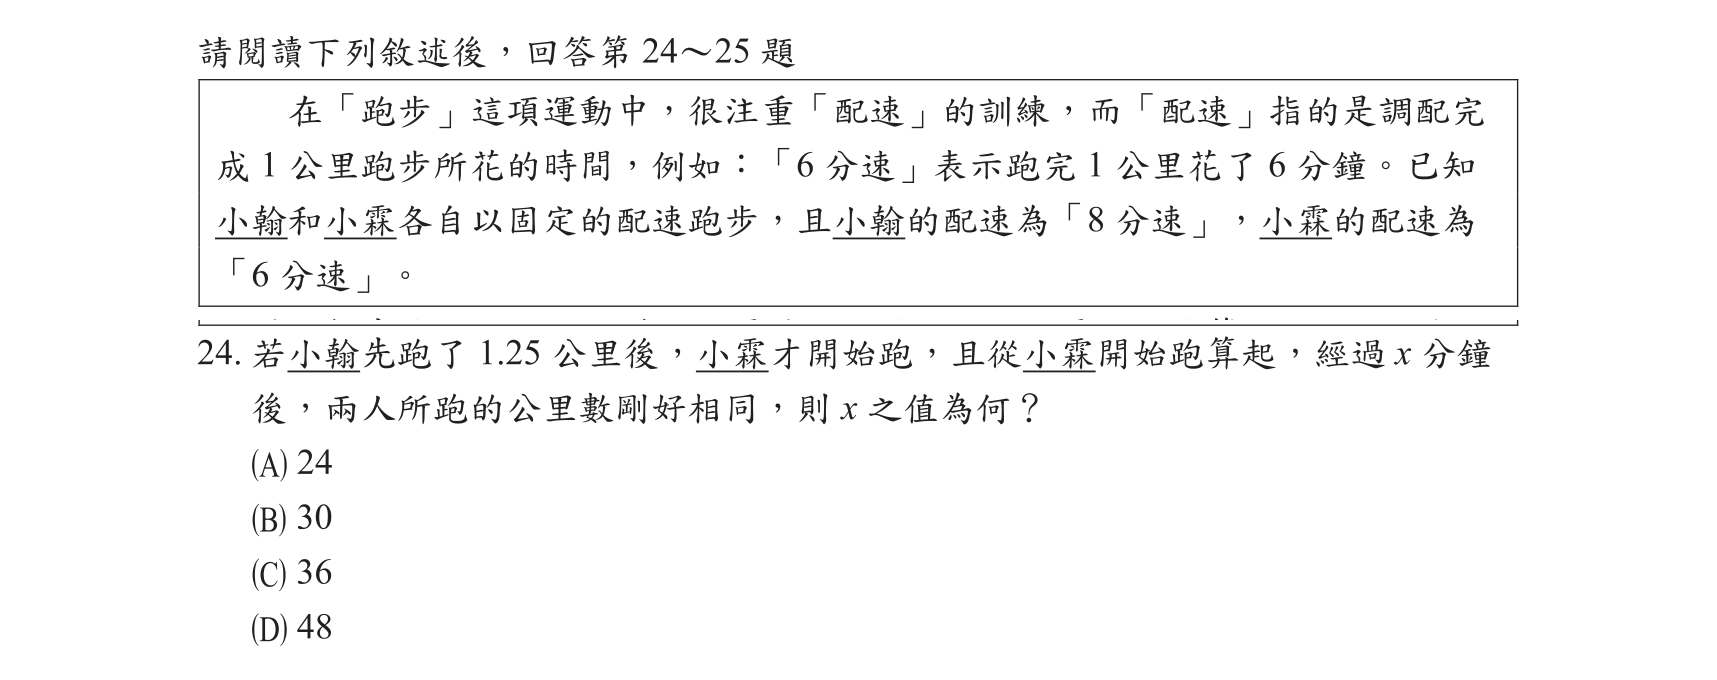 請閱讀下列敘述後，回答第 24～25 題
在「跑步」這項運動中，很注重「配速」的訓練，而「配速」指的是調配完
成 1 公里跑步所花的時間，例如：「6 分速」表示跑完 1 公里花了 6 分鐘。已知
小翰和小霖各自以固定的配速跑步，且小翰的配速為「8 分速」，小霖的配速為
「6 分速」。
24. 若小翰先跑了 1.25 公里後，小霖才開始跑，且從小霖開始跑算起，經過 x 分鐘
後，兩人所跑的公里數剛好相同，則 x 之值為何？
(A) 24
(B) 30
(C) 36
(D) 48